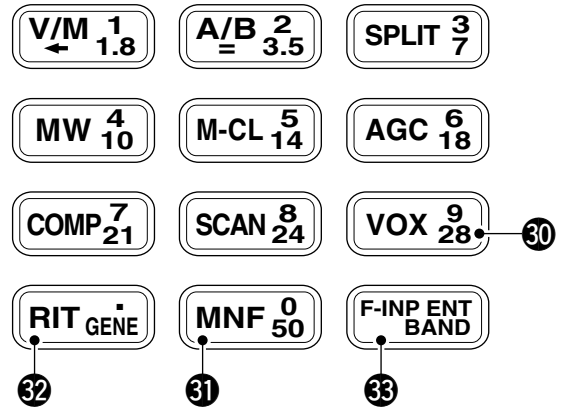 V/M 1 ← 1.8
A/B 2 = 3.5
SPLIT 3 7
MW 4 10
M-CL 5 14
AGC 6 18
COMP 7 21
SCAN 8 24
VOX 9 28
30
RIT . GENE
MNF 0 50
F-INP ENT
BAND
32
31
33